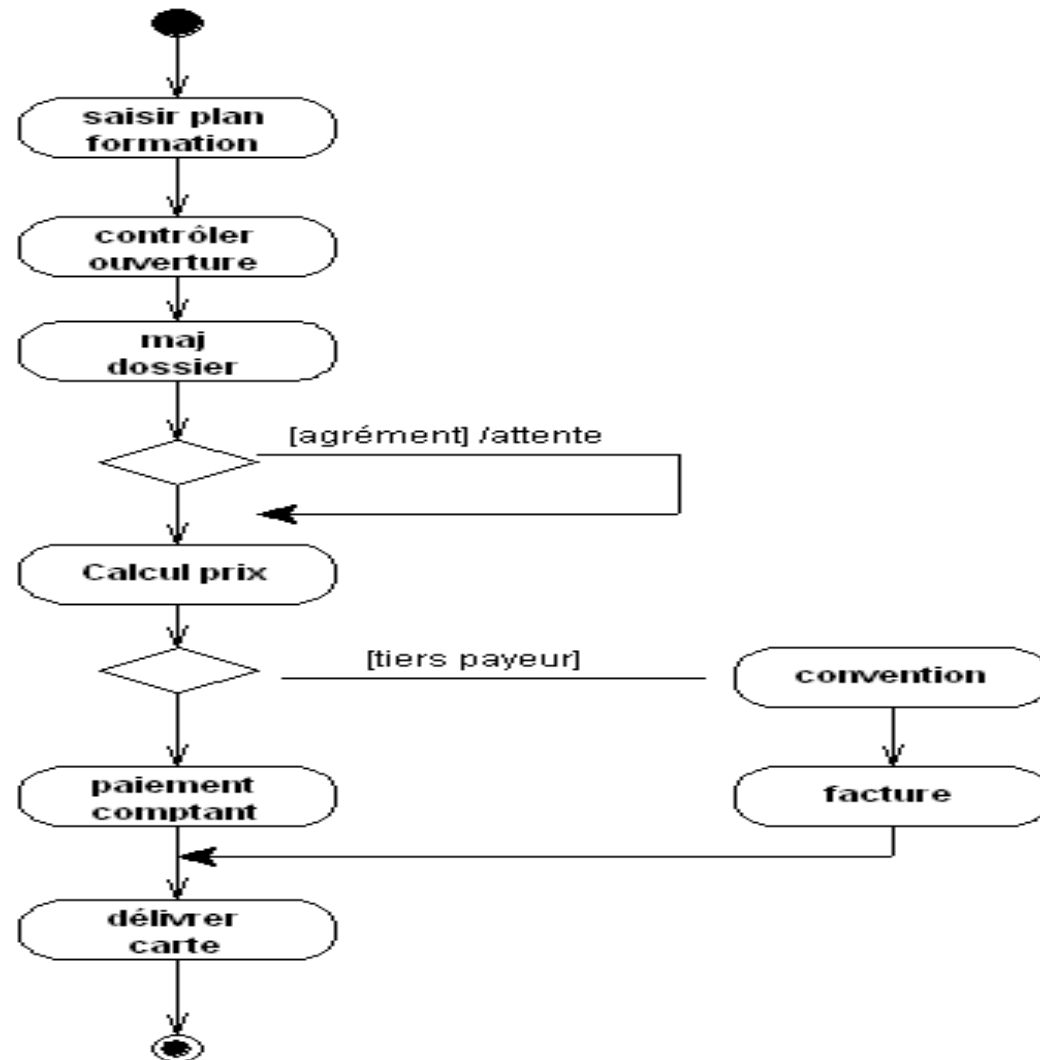 saisir plan
formation
contrôler
ouverture
maj
dossier
[agrément] /attente
Calcul prix
[tiers payeur]
convention
paiement
comptant
facture
délivrer
carte